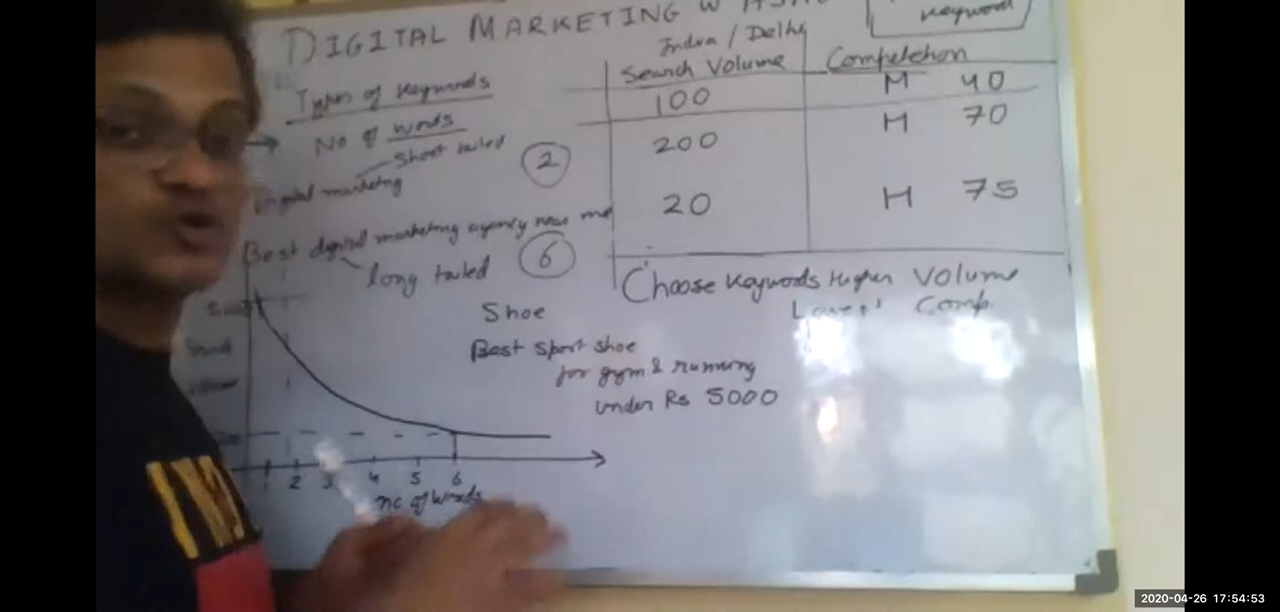 DIGITAL MARKETING W
Keyword
India / Delhi
Search Volume
Competetion
Types of Keywords
100
M 40
No of words
Short tailed
2
200
H 70
Digital marketing
20
H 75
Best digital marketing agency near me
long tailed
6
Choose Keywords Higher Volume
Lowest Comp.
Shoe
Best sport shoe
for gym & running
under Rs 5000
1 2 3 4 5 6
no of words
2020-04-26 17:54:53